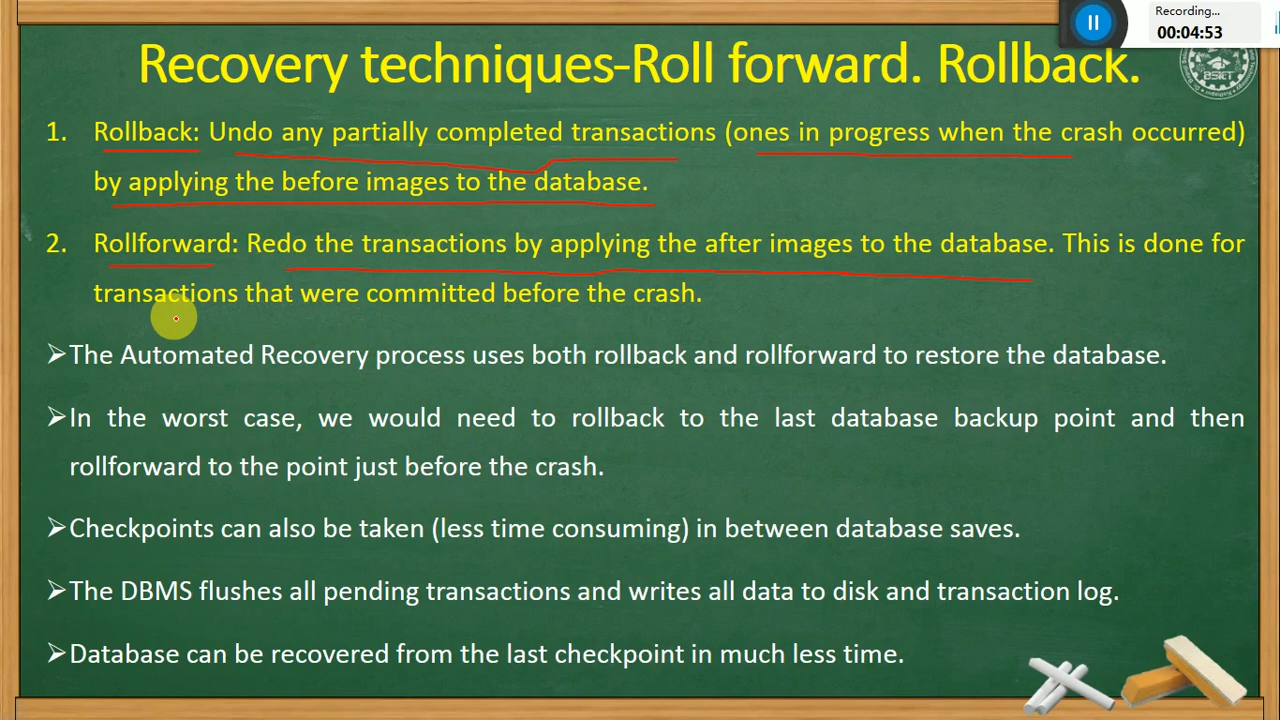 Recording...
00:04:53
Recovery techniques-Roll forward. Rollback.
BSIET
1. Rollback: Undo any partially completed transactions (ones in progress when the crash occurred)
by applying the before images to the database.
2. Rollforward: Redo the transactions by applying the after images to the database. This is done for
transactions that were committed before the crash.
➢The Automated Recovery process uses both rollback and rollforward to restore the database.
➢In the worst case, we would need to rollback to the last database backup point and then
rollforward to the point just before the crash.
➢Checkpoints can also be taken (less time consuming) in between database saves.
➢The DBMS flushes all pending transactions and writes all data to disk and transaction log.
➢Database can be recovered from the last checkpoint in much less time.